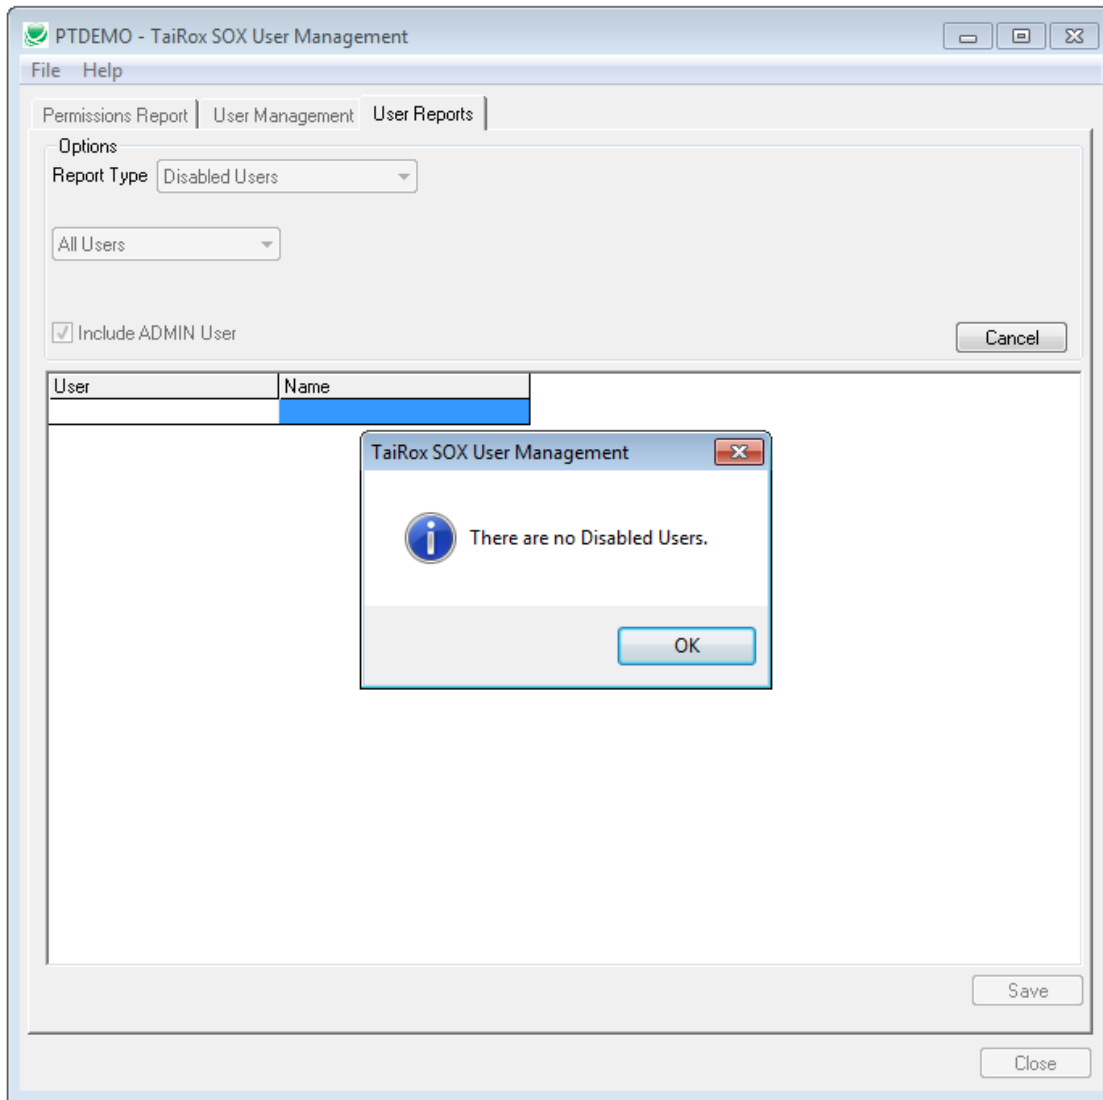 PTDEMO - TaiRox SOX User Management
File Help
Permissions Report User Management User Reports
Options
Report Type Disabled Users
All Users
Include ADMIN User
Cancel
User Name
TaiRox SOX User Management
There are no Disabled Users.
OK
Save
Close